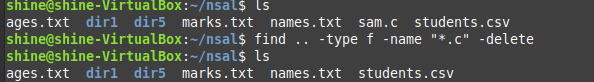 shine@shine-VirtualBox:~/nsal$ ls
ages.txt dir1 dir5 marks.txt names.txt sam.c students.csv
shine@shine-VirtualBox:~/nsal$ find .. -type f -name "*.c" -delete
shine@shine-VirtualBox:~/nsal$ ls
ages.txt dir1 dir5 marks.txt names.txt students.csv